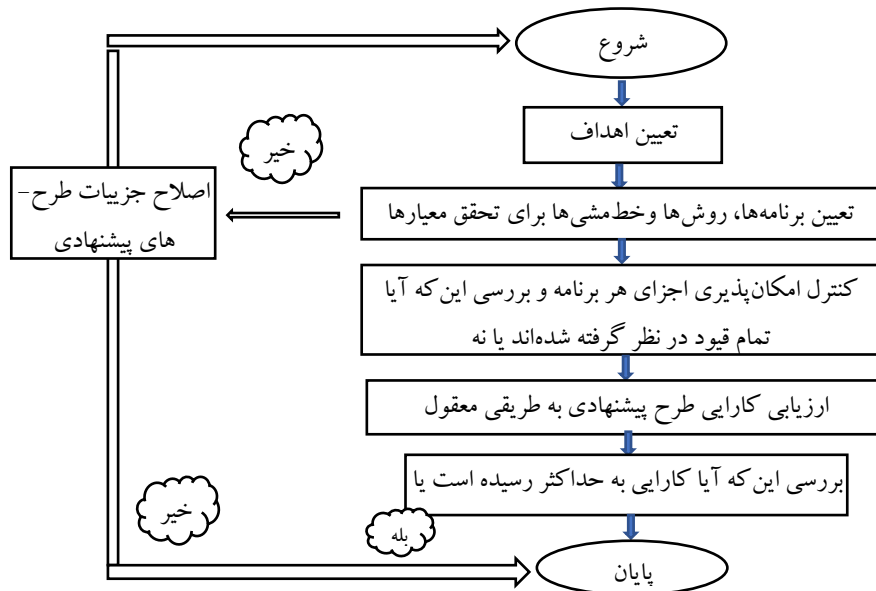 شروع
تعیین اهداف
خیر
اصلاح جزییات طرح-
های پیشنهادی
تعیین برنامه‌ها، روش‌ها وخط‌مشی‌ها برای تحقق معیارها
کنترل امکان‌پذیری اجزای هر برنامه و بررسی این‌که آیا
تمام قیود در نظر گرفته شده‌اند یا نه
ارزیابی کارایی طرح پیشنهادی به طریقی معقول
بررسی این‌که آیا کارایی به حداکثر رسیده است یا
خیر
بله
پایان